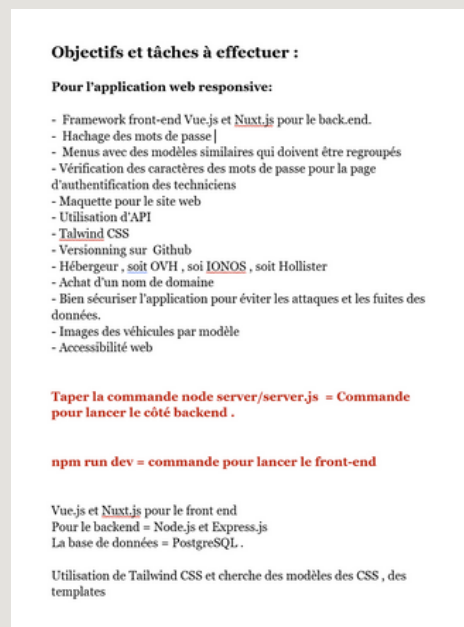 Objectifs et tâches à effectuer :
Pour l'application web responsive:
- Framework front-end Vue.js et Nuxt.js pour le back.end.
- Hachage des mots de passe
- Menus avec des modèles similaires qui doivent être regroupés
- Vérification des caractères des mots de passe pour la page
d'authentification des techniciens
- Maquette pour le site web
- Utilisation d'API
- Talwind CSS
- Versionning sur Github
- Hébergeur , soit OVH , soi IONOS , soit Hollister
- Achat d'un nom de domaine
- Bien sécuriser l'application pour éviter les attaques et les fuites des
données.
- Images des véhicules par modèle
- Accessibilité web
Taper la commande node server/server.js = Commande
pour lancer le côté backend .
npm run dev = commande pour lancer le front-end
Vue.js et Nuxt.js pour le front end
Pour le backend = Node.js et Express.js
La base de données = PostgreSQL .
Utilisation de Tailwind CSS et cherche des modèles des CSS , des
templates